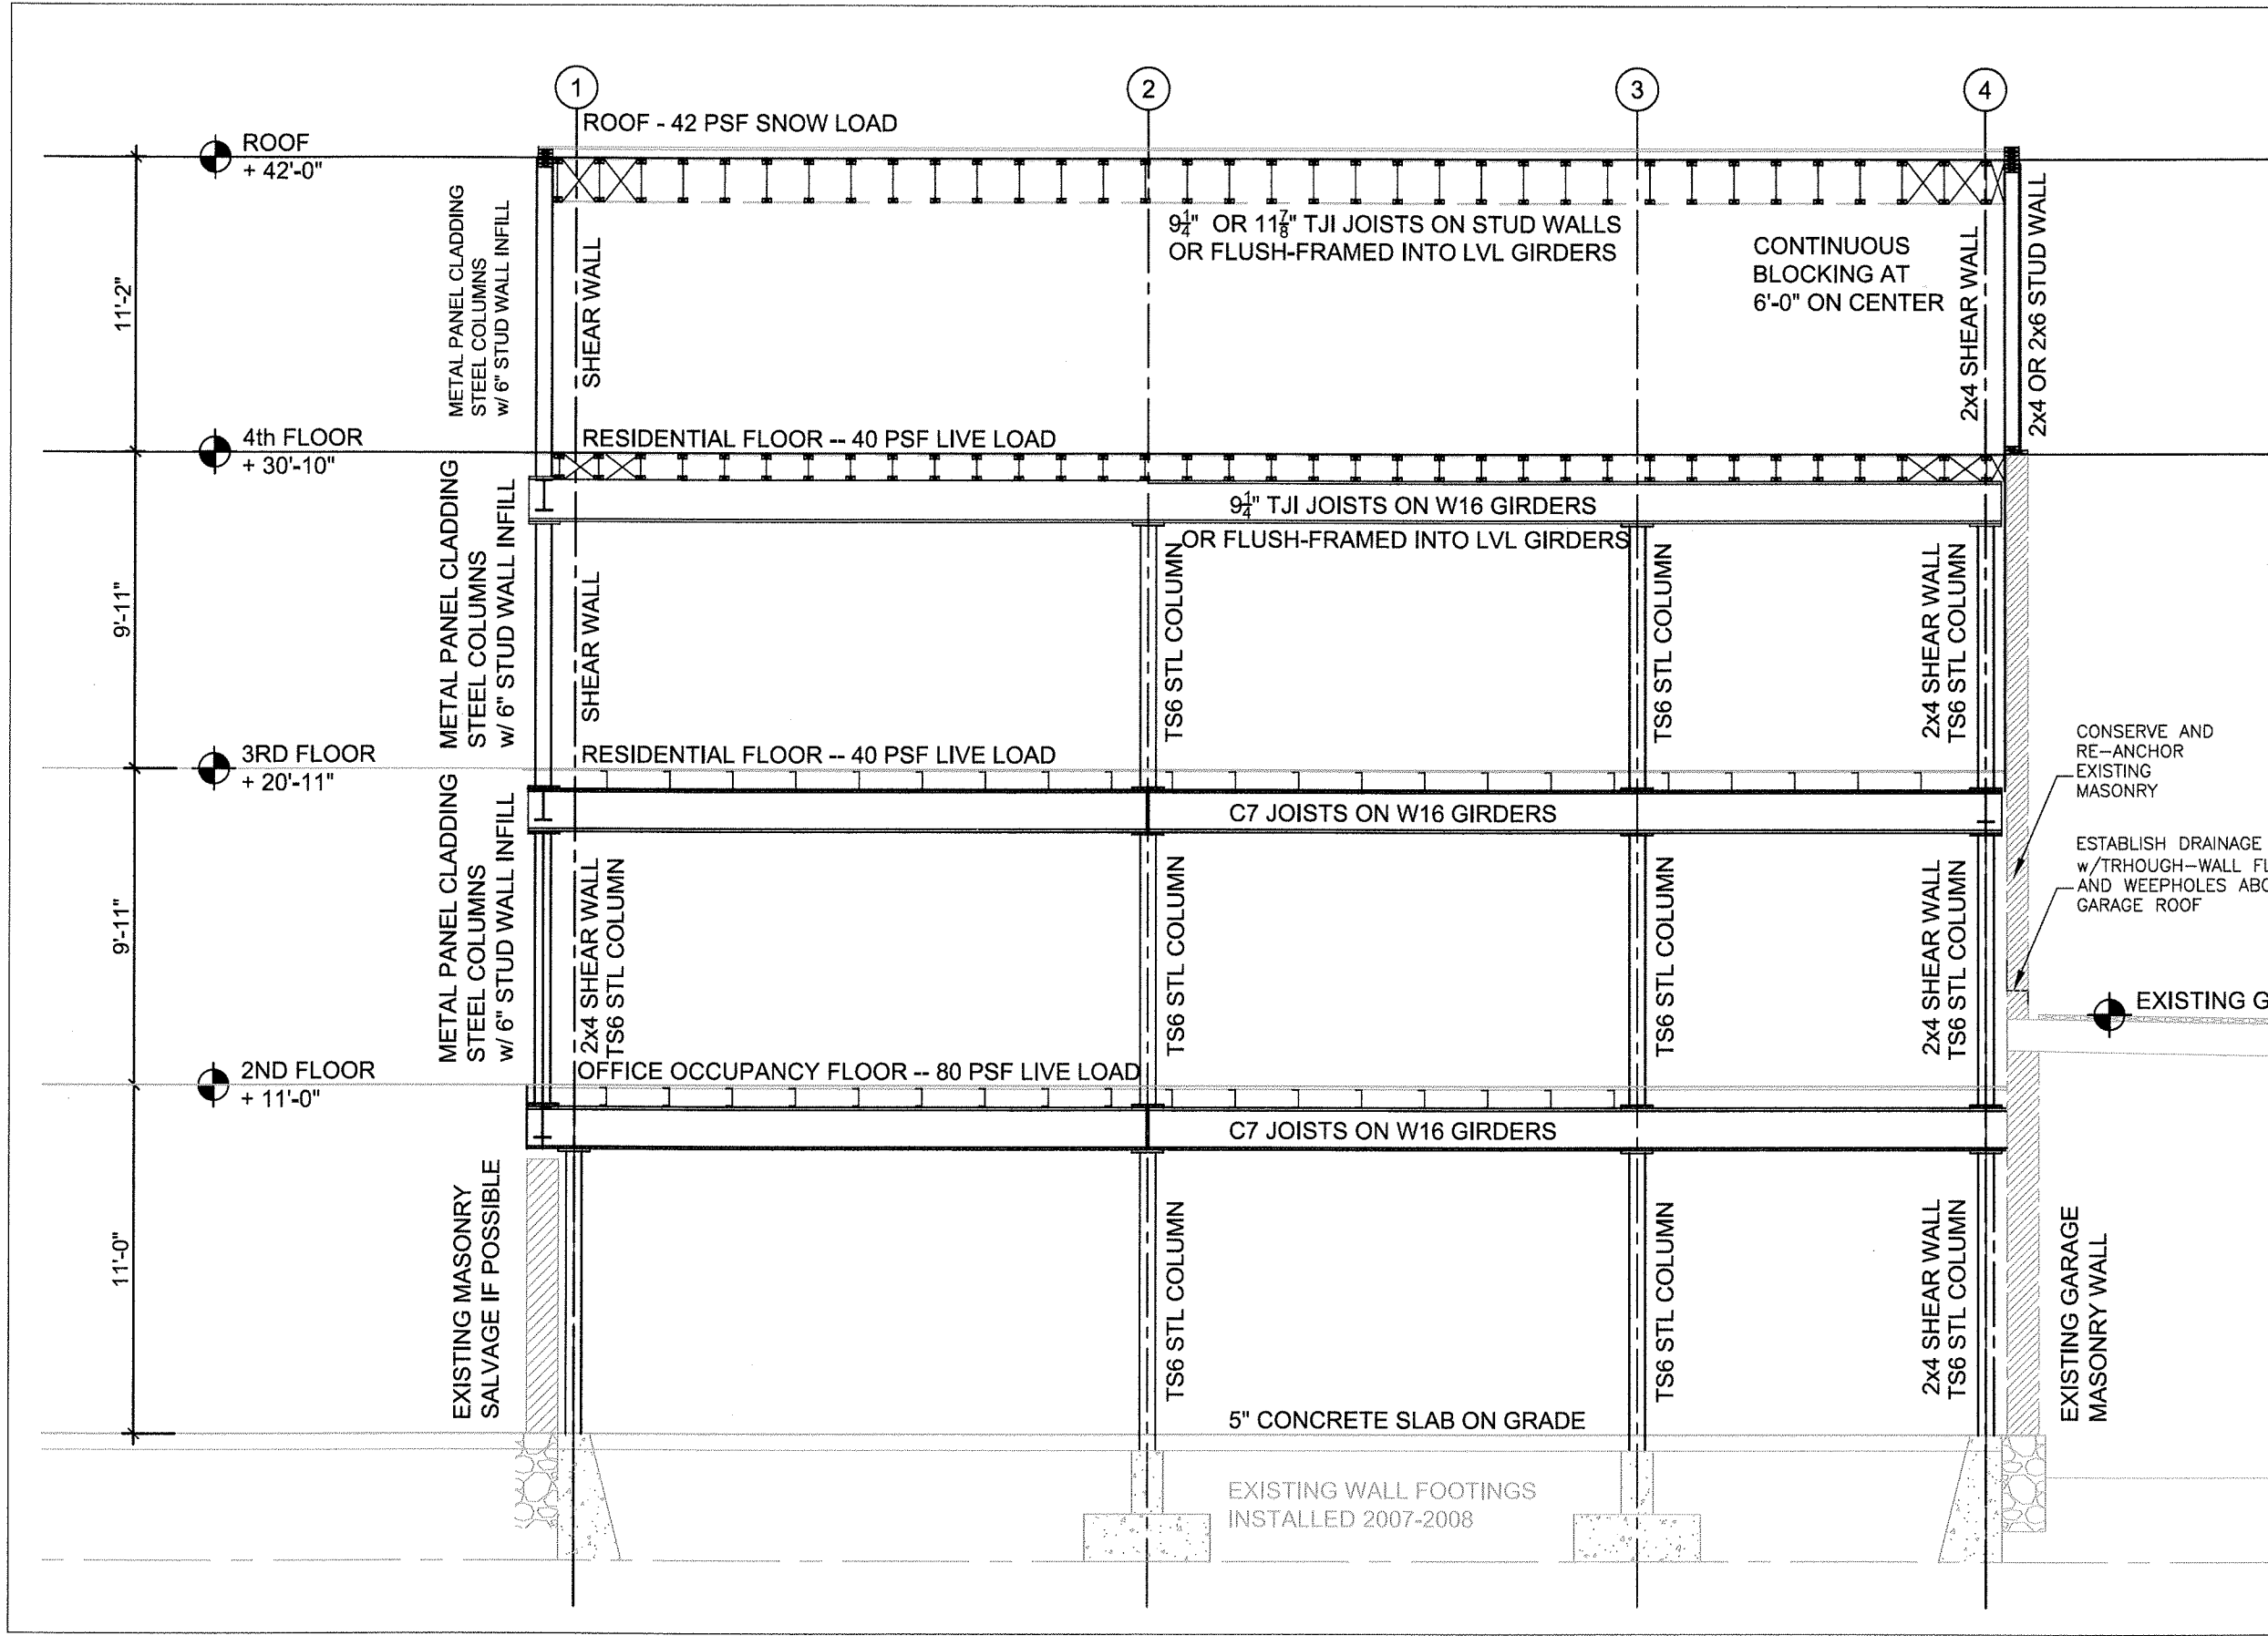 1
2
3
4
ROOF - 42 PSF SNOW LOAD
ROOF
+ 42'-0"
11'-2"
METAL PANEL CLADDING
STEEL COLUMNS
w/ 6" STUD WALL INFILL
SHEAR WALL
9 1/4" OR 11 7/8" TJI JOISTS ON STUD WALLS
OR FLUSH-FRAMED INTO LVL GIRDERS
CONTINUOUS
BLOCKING AT
6'-0" ON CENTER
2x4 SHEAR WALL
2x4 OR 2x6 STUD WALL
4th FLOOR
+ 30'-10"
RESIDENTIAL FLOOR -- 40 PSF LIVE LOAD
9 1/4" TJI JOISTS ON W16 GIRDERS
OR FLUSH-FRAMED INTO LVL GIRDERS
9'-11"
METAL PANEL CLADDING
STEEL COLUMNS
w/ 6" STUD WALL INFILL
SHEAR WALL
TS6 STL COLUMN
TS6 STL COLUMN
2x4 SHEAR WALL
TS6 STL COLUMN
3RD FLOOR
+ 20'-11"
RESIDENTIAL FLOOR -- 40 PSF LIVE LOAD
C7 JOISTS ON W16 GIRDERS
CONSERVE AND
RE-ANCHOR
EXISTING
MASONRY
ESTABLISH DRAINAGE
w/TRHOUGH-WALL
AND WEEPHOLES
GARAGE ROOF
9'-11"
METAL PANEL CLADDING
STEEL COLUMNS
w/ 6" STUD WALL INFILL
2x4 SHEAR WALL
TS6 STL COLUMN
TS6 STL COLUMN
TS6 STL COLUMN
2x4 SHEAR WALL
TS6 STL COLUMN
EXISTING
2ND FLOOR
+ 11'-0"
OFFICE OCCUPANCY FLOOR -- 80 PSF LIVE LOAD
C7 JOISTS ON W16 GIRDERS
11'-0"
EXISTING MASONRY
SALVAGE IF POSSIBLE
TS6 STL COLUMN
TS6 STL COLUMN
2x4 SHEAR WALL
TS6 STL COLUMN
EXISTING GARAGE
MASONRY WALL
5" CONCRETE SLAB ON GRADE
EXISTING WALL FOOTINGS
INSTALLED 2007-2008